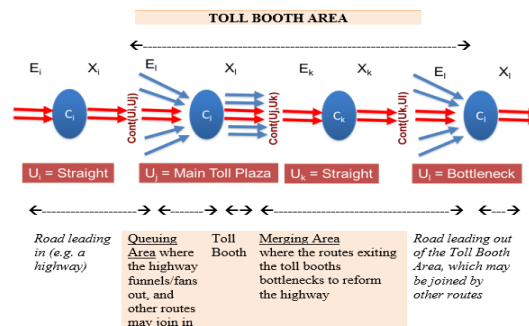 TOLL BOOTH AREA
Eᵢ Xᵢ Eₗ Xₗ Eₖ Xₖ Eₗ Xₗ
Cᵢ Cₗ Cₖ Cₗ
Cont(Ui,Uj)
Cont(Uj,Uk)
Cont(Uk,Ul)
Uᵢ = Straight
Uⱼ = Main Toll Plaza
Uₖ = Straight
Uₗ = Bottleneck
Road leading
in (e.g. a
highway)
Queuing
Area where
the highway
funnels/fans
out, and
other routes
may join in
Toll
Booth
Merging Area
where the routes exiting
the toll booths
bottlenecks to reform
the highway
Road leading out
of the Toll Booth
Area, which may
be joined by
other routes